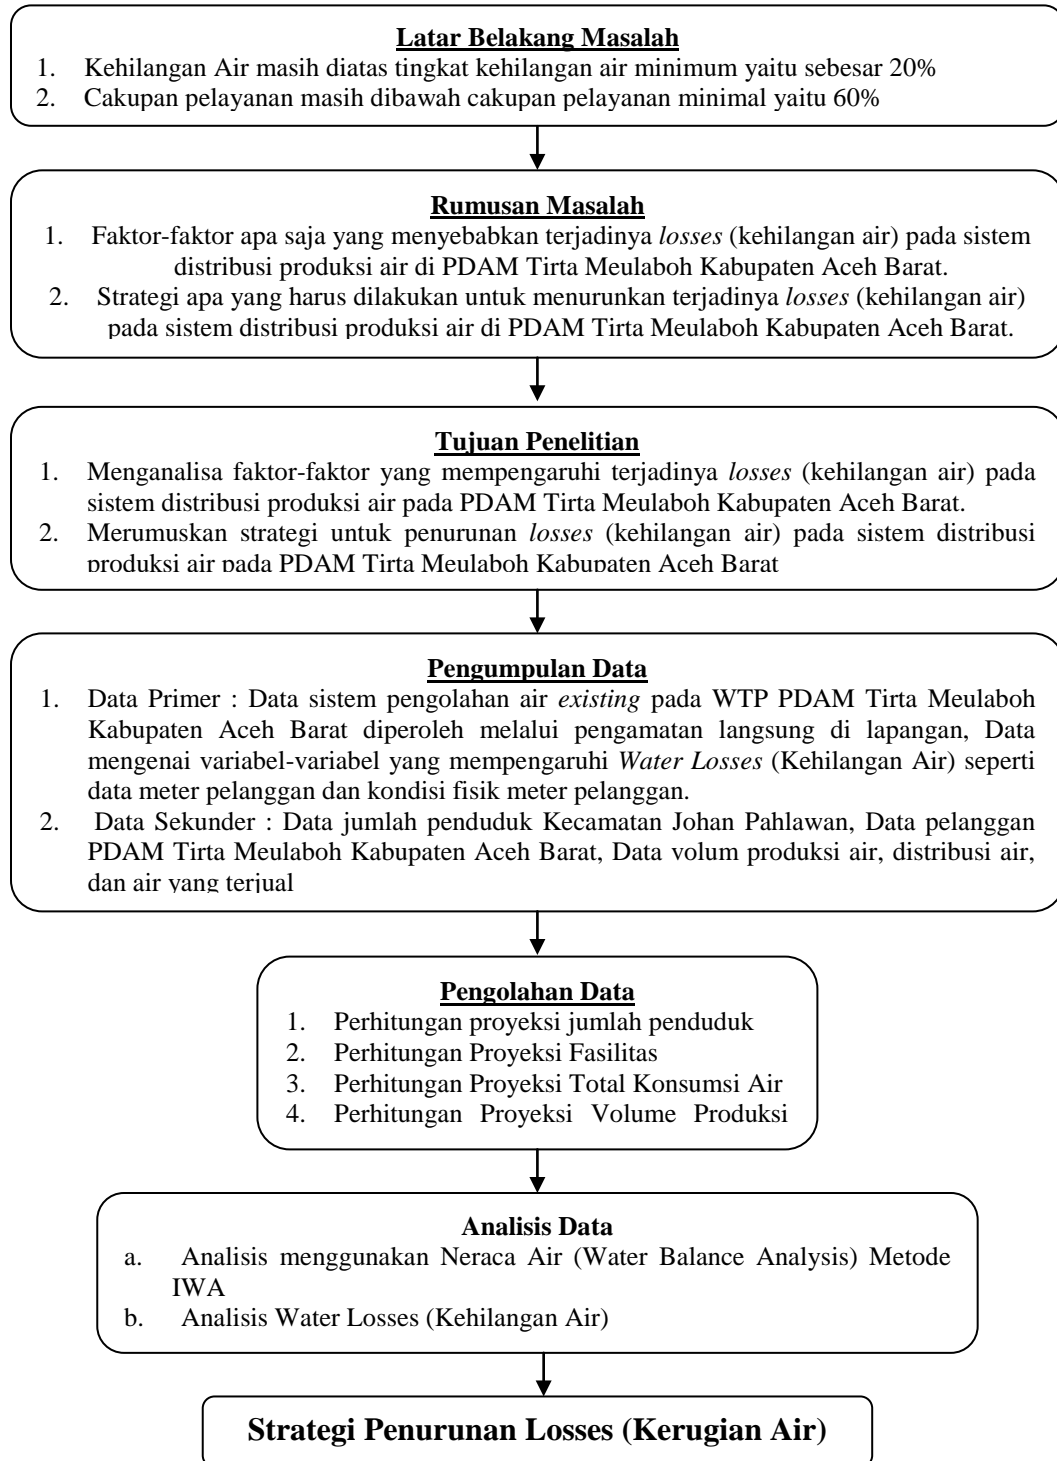 Latar Belakang Masalah
1. Kehilangan Air masih diatas tingkat kehilangan air minimum yaitu sebesar 20%
2. Cakupan pelayanan masih dibawah cakupan pelayanan minimal yaitu 60%
Rumusan Masalah
1. Faktor-faktor apa saja yang menyebabkan terjadinya losses (kehilangan air) pada sistem
distribusi produksi air di PDAM Tirta Meulaboh Kabupaten Aceh Barat.
2. Strategi apa yang harus dilakukan untuk menurunkan terjadinya losses (kehilangan air)
pada sistem distribusi produksi air di PDAM Tirta Meulaboh Kabupaten Aceh Barat.
Tujuan Penelitian
1. Menganalisa faktor-faktor yang mempengaruhi terjadinya losses (kehilangan air) pada
sistem distribusi produksi air pada PDAM Tirta Meulaboh Kabupaten Aceh Barat.
2. Merumuskan strategi untuk penurunan losses (kehilangan air) pada sistem distribusi
produksi air pada PDAM Tirta Meulaboh Kabupaten Aceh Barat
Pengumpulan Data
1. Data Primer : Data sistem pengolahan air existing pada WTP PDAM Tirta Meulaboh
Kabupaten Aceh Barat diperoleh melalui pengamatan langsung di lapangan, Data
mengenai variabel-variabel yang mempengaruhi Water Losses (Kehilangan Air) seperti
data meter pelanggan dan kondisi fisik meter pelanggan.
2. Data Sekunder : Data jumlah penduduk Kecamatan Johan Pahlawan, Data pelanggan
PDAM Tirta Meulaboh Kabupaten Aceh Barat, Data volum produksi air, distribusi air,
dan air yang terjual
Pengolahan Data
1. Perhitungan proyeksi jumlah penduduk
2. Perhitungan Proyeksi Fasilitas
3. Perhitungan Proyeksi Total Konsumsi Air
4. Perhitungan Proyeksi Volume Produksi
Analisis Data
a. Analisis menggunakan Neraca Air (Water Balance Analysis) Metode
IWA
b. Analisis Water Losses (Kehilangan Air)
Strategi Penurunan Losses (Kerugian Air)